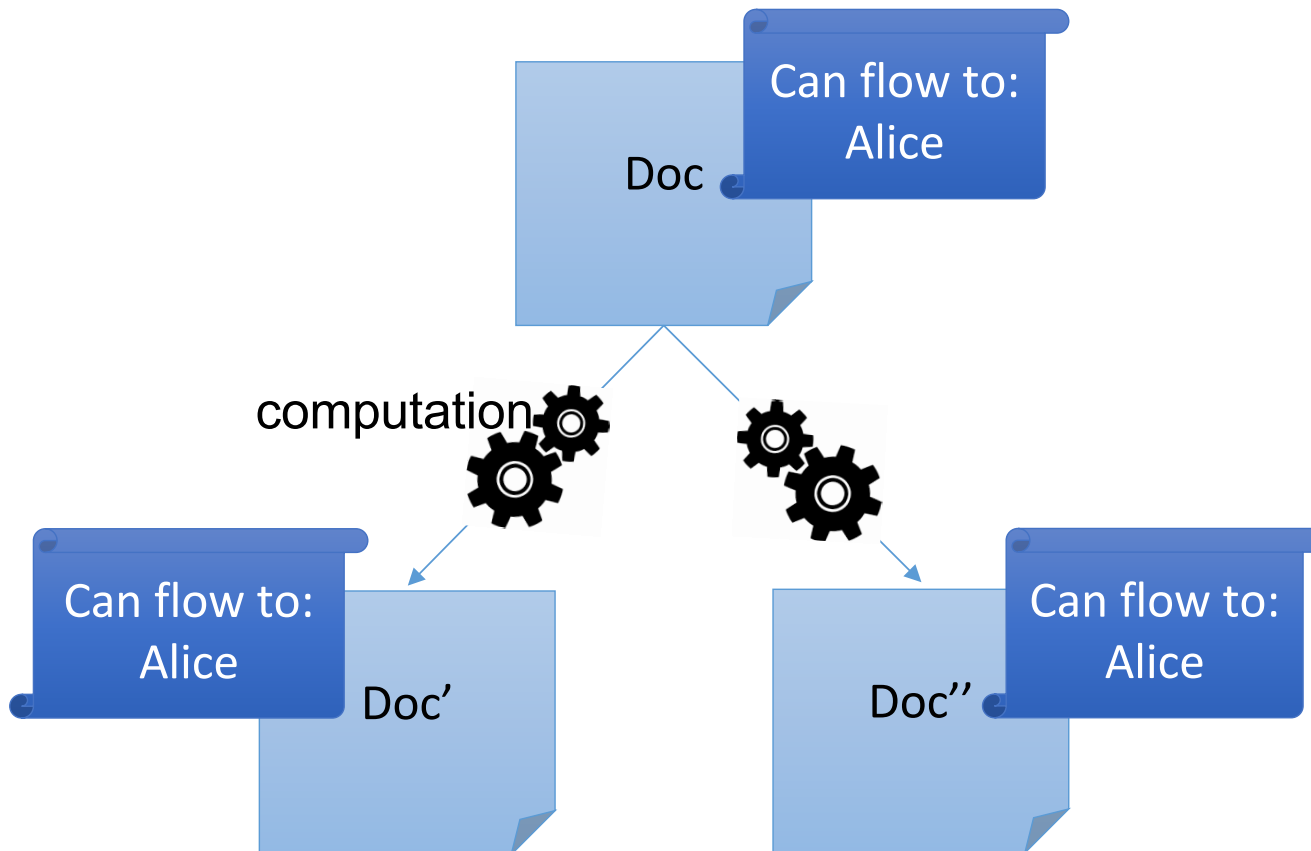 Can flow to:
Alice
Doc
computation
Can flow to:
Alice
Doc’
Can flow to:
Alice
Doc’’